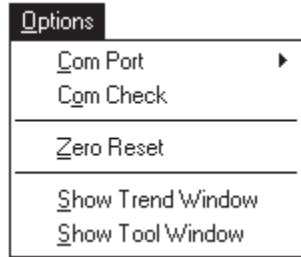 Options
Com Port
Com Check
Zero Reset
Show Trend Window
Show Tool Window